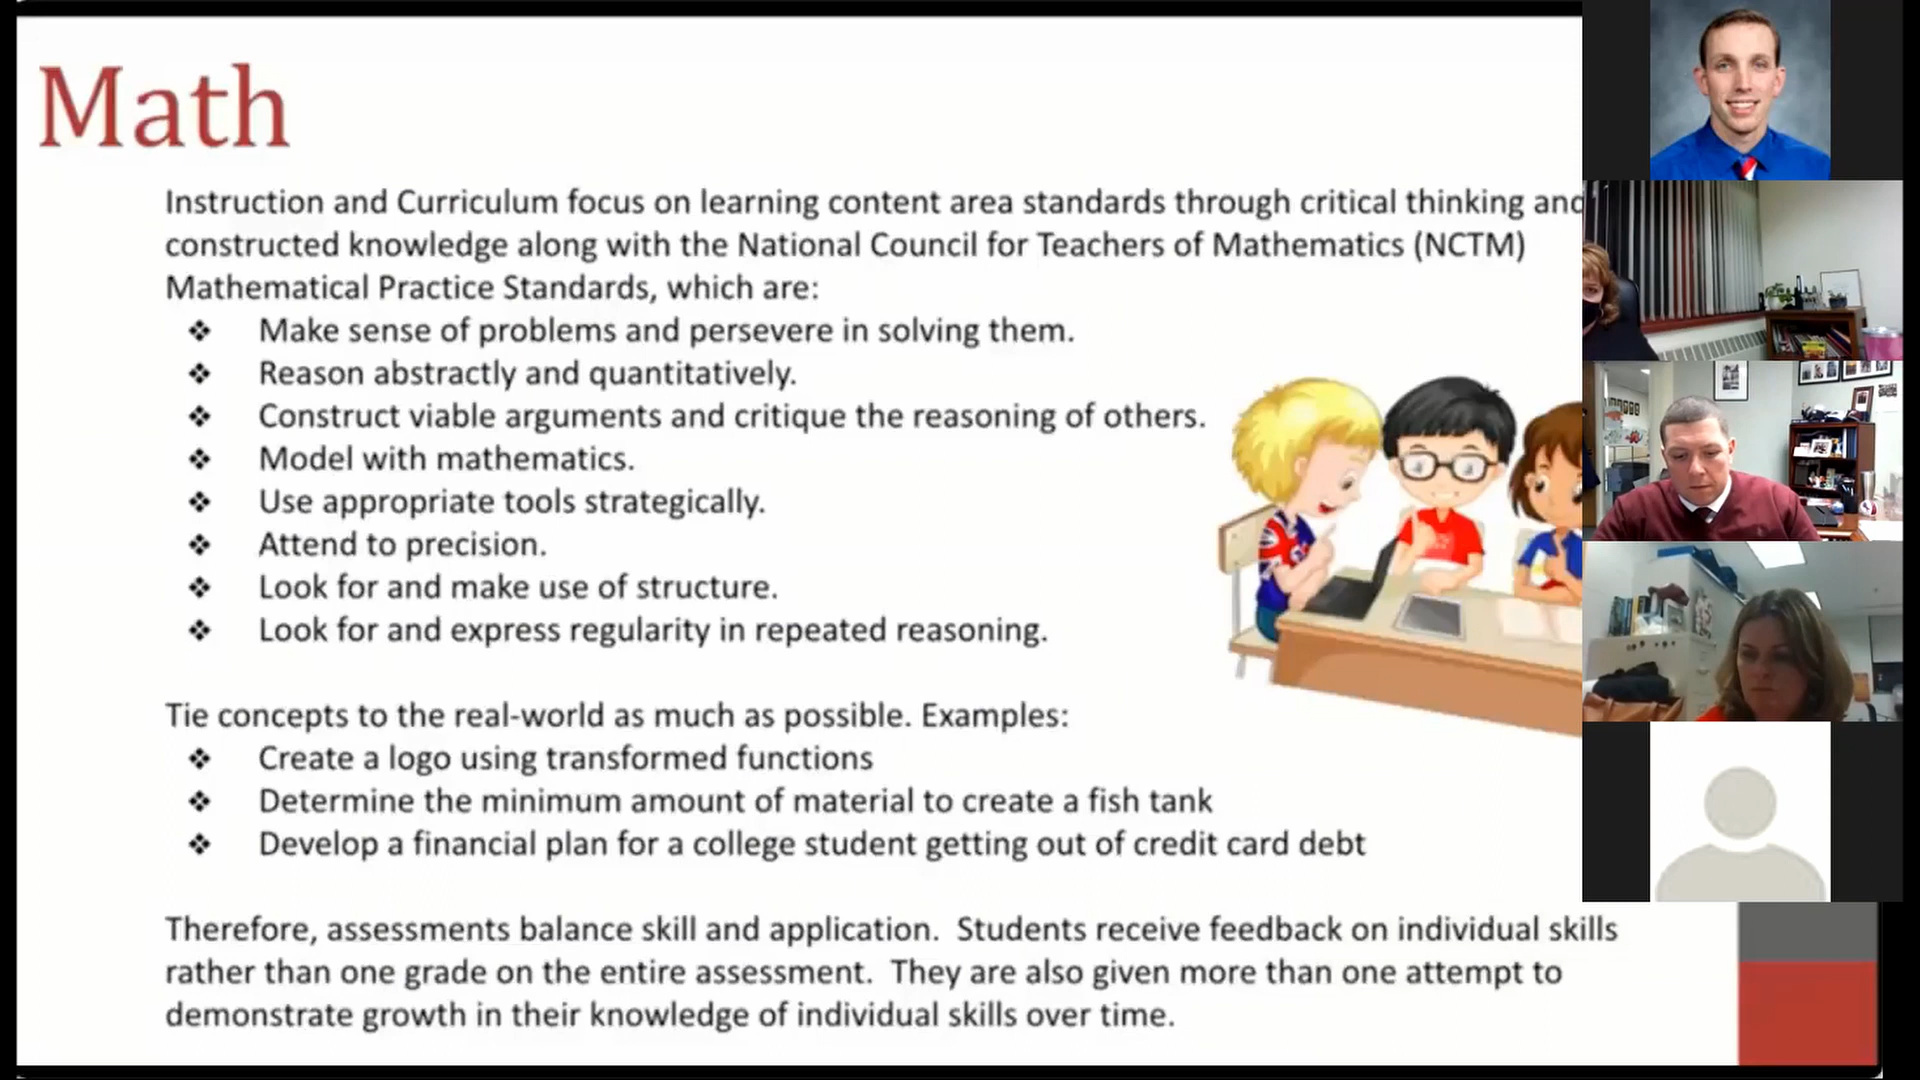 Math
Instruction and Curriculum focus on learning content area standards through critical thinking and
constructed knowledge along with the National Council for Teachers of Mathematics (NCTM)
Mathematical Practice Standards, which are:
❖ Make sense of problems and persevere in solving them.
❖ Reason abstractly and quantitatively.
❖ Construct viable arguments and critique the reasoning of others.
❖ Model with mathematics.
❖ Use appropriate tools strategically.
❖ Attend to precision.
❖ Look for and make use of structure.
❖ Look for and express regularity in repeated reasoning.
Tie concepts to the real-world as much as possible. Examples:
❖ Create a logo using transformed functions
❖ Determine the minimum amount of material to create a fish tank
❖ Develop a financial plan for a college student getting out of credit card debt
Therefore, assessments balance skill and application.  Students receive feedback on individual skills
rather than one grade on the entire assessment.  They are also given more than one attempt to
demonstrate growth in their knowledge of individual skills over time.